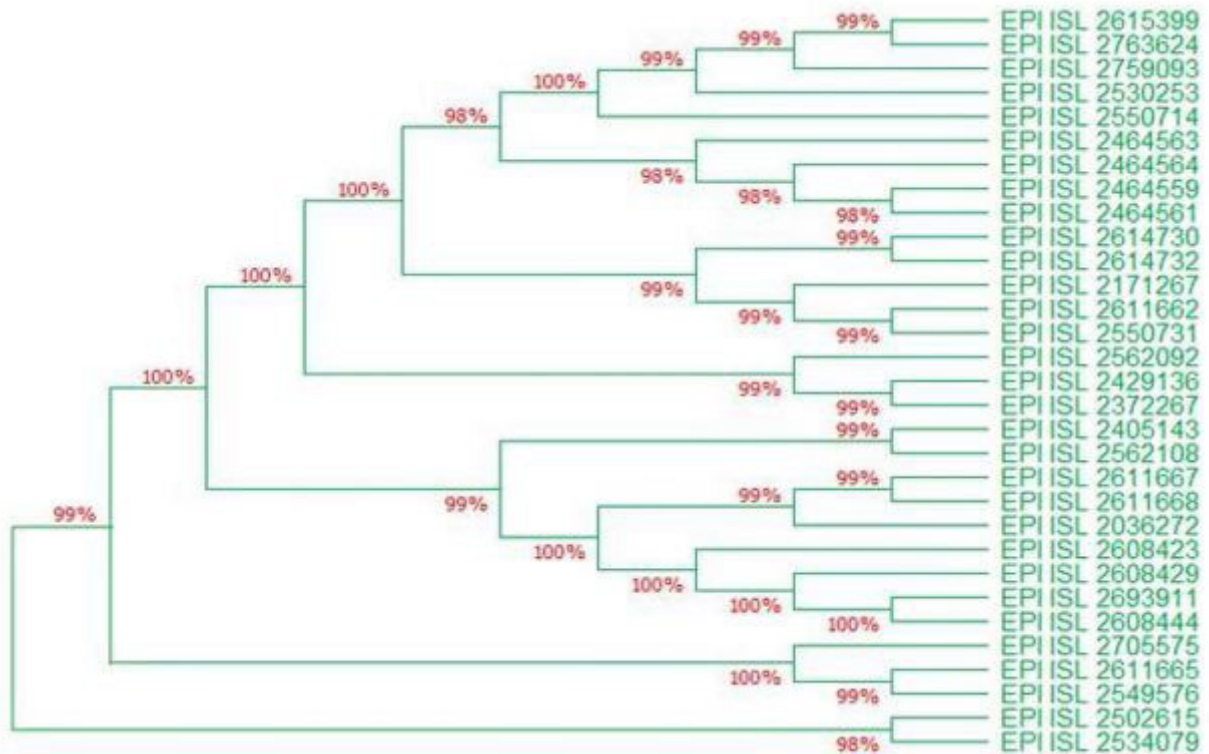 99% EPI ISL 2615399
99% EPI ISL 2763624
99% EPI ISL 2759093
100% EPI ISL 2530253
98% EPI ISL 2550714
EPI ISL 2464563
98% EPI ISL 2464564
100% 98% EPI ISL 2464559
98% EPI ISL 2464561
99% EPI ISL 2614730
EPI ISL 2614732
100% 99% EPI ISL 2171267
99% EPI ISL 2611662
99% EPI ISL 2550731
EPI ISL 2562092
100% 99% EPI ISL 2429136
99% EPI ISL 2372267
99% EPI ISL 2405143
EPI ISL 2562108
99% EPI ISL 2611667
99% 99% EPI ISL 2611668
99% EPI ISL 2036272
100% EPI ISL 2608423
100% EPI ISL 2608429
100% EPI ISL 2693911
100% EPI ISL 2608444
EPI ISL 2705575
100% EPI ISL 2611665
99% EPI ISL 2549576
EPI ISL 2502615
98% EPI ISL 2534079